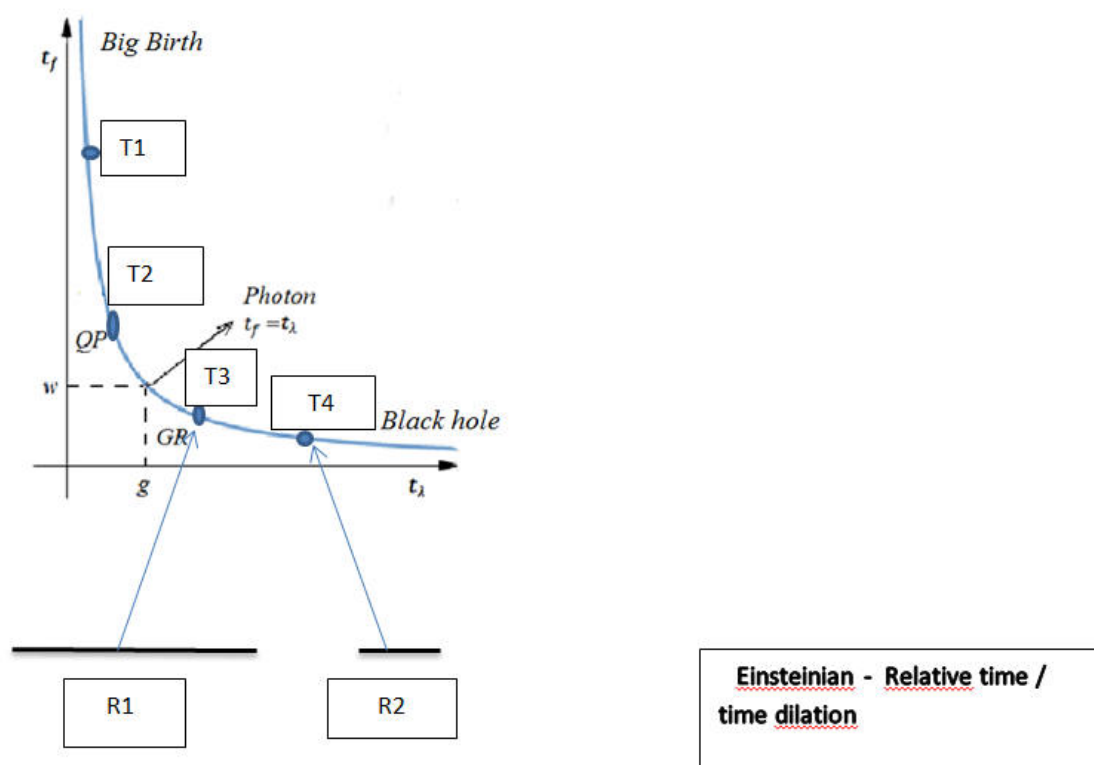 Big Birth
t_f
T1
T2
Photon
t_f = t_λ
QP
T3
w
T4
Black hole
GR
g
t_λ
R1
R2
Einsteinian - Relative time /
time dilation